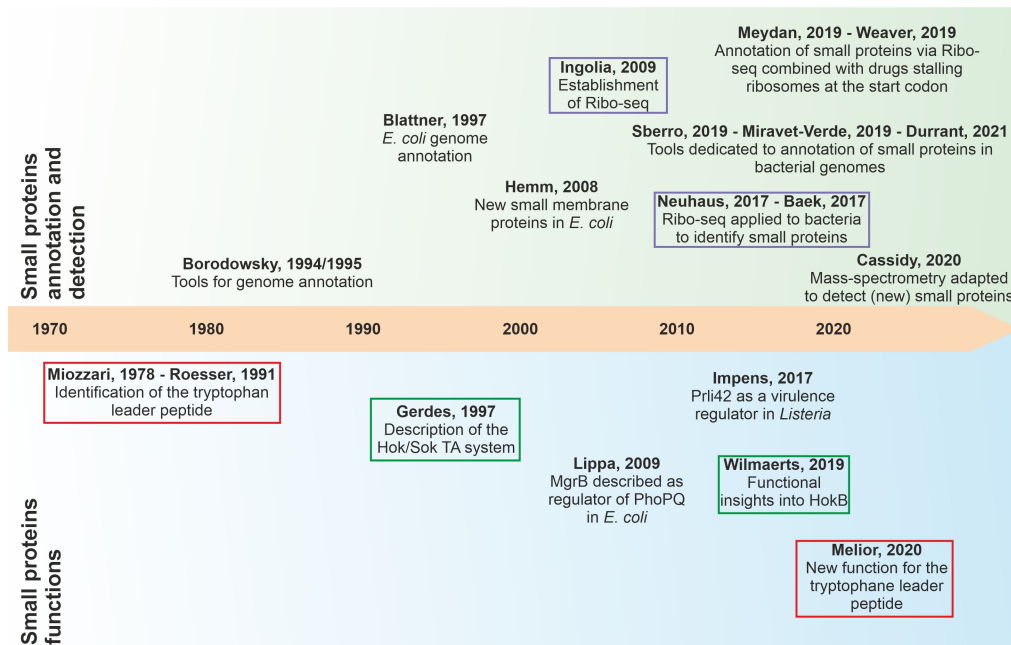 Small proteins
annotation and
detection
Meydan, 2019 - Weaver, 2019
Annotation of small proteins via Ribo-
seq combined with drugs stalling
ribosomes at the start codon
Ingolia, 2009
Establishment
of Ribo-seq
Blattner, 1997
E. coli genome
annotation
Sberro, 2019 - Miravet-Verde, 2019 - Durrant, 2021
Tools dedicated to annotation of small proteins in
bacterial genomes
Hemm, 2008
New small membrane
proteins in E. coli
Neuhaus, 2017 - Baek, 2017
Ribo-seq applied to bacteria
to identify small proteins
Borodowsky, 1994/1995
Tools for genome annotation
Cassidy, 2020
Mass-spectrometry adapted
to detect (new) small proteins
1970 1980 1990 2000 2010 2020
Small proteins
functions
Miozzari, 1978 - Roesser, 1991
Identification of the tryptophan
leader peptide
Gerdes, 1997
Description of the
Hok/Sok TA system
Impens, 2017
Prli42 as a virulence
regulator in Listeria
Lippa, 2009
MgrB described as
regulator of PhoPQ
in E. coli
Wilmaerts, 2019
Functional
insights into HokB
Melior, 2020
New function for the
tryptophane leader
peptide